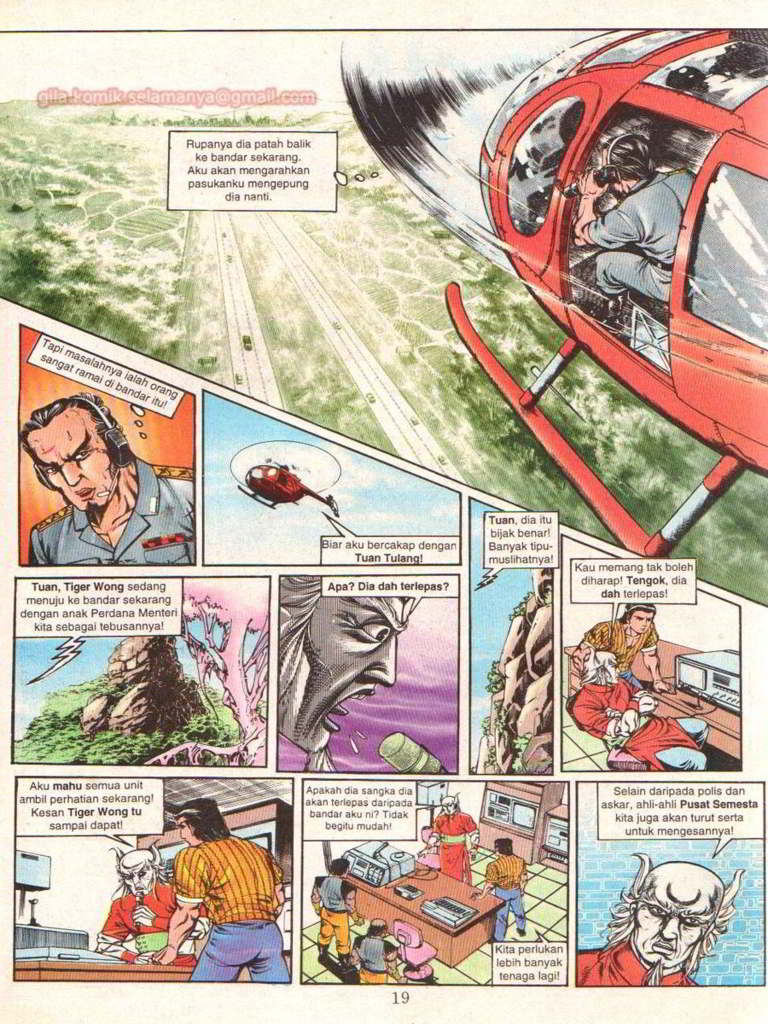 gila.komik.selamanya@gmail.com
Rupanya dia patah balik
ke bandar sekarang.
Aku akan mengarahkan
pasukanku mengepung
dia nanti.
Tapi masalahnya ialah orang
sangat ramai di bandar itu!
Biar aku bercakap dengan
Tuan Tulang!
Tuan, dia itu
bijak benar!
Banyak tipu-
muslihatnya!
Kau memang tak boleh
diharap! Tengok, dia
dah terlepas!
Tuan, Tiger Wong sedang
menuju ke bandar sekarang
dengan anak Perdana Menteri
kita sebagai tebusannya!
Apa? Dia dah terlepas?
Aku mahu semua unit
ambil perhatian sekarang!
Kesan Tiger Wong tu
sampai dapat!
Apakah dia sangka dia
akan terlepas daripada
bandar aku ni? Tidak
begitu mudah!
Kita perlukan
lebih banyak
tenaga lagi!
Selain daripada polis dan
askar, ahli-ahli Pusat Semesta
kita juga akan turut serta
untuk mengesannya!
19